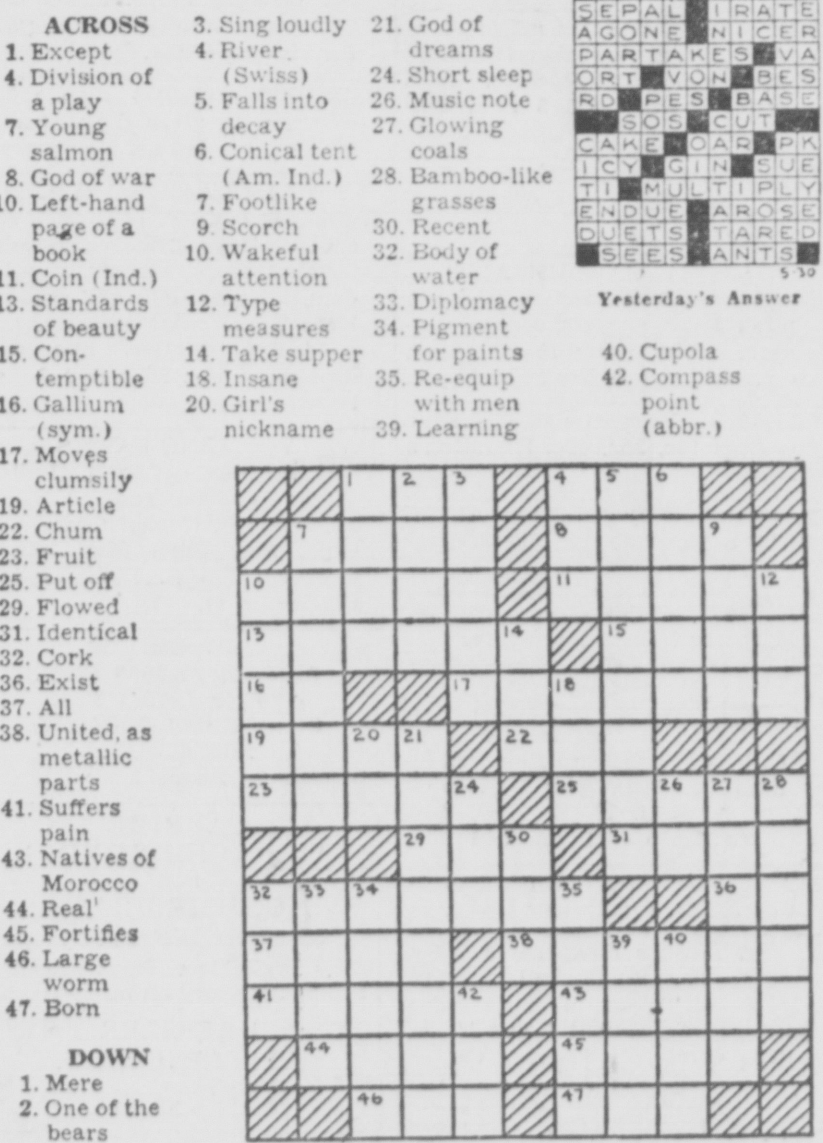 ACROSS
1. Except
4. Division of
a play
7. Young
salmon
8. God of war
10. Left-hand
page of a
book
11. Coin (Ind.)
13. Standards
of beauty
15. Con-
temptible
16. Gallium
(sym.)
17. Moves
clumsily
19. Article
22. Chum
23. Fruit
25. Put off
29. Flowed
31. Identical
32. Cork
36. Exist
37. All
38. United, as
metallic
parts
41. Suffers
pain
43. Natives of
Morocco
44. Real
45. Fortifies
46. Large
worm
47. Born
DOWN
1. Mere
2. One of the
bears
3. Sing loudly
4. River
(Swiss)
5. Falls into
decay
6. Conical tent
(Am. Ind.)
7. Footlike
9. Scorch
10. Wakeful
attention
12. Type
measures
14. Take supper
18. Insane
20. Girl's
nickname
21. God of
dreams
24. Short sleep
26. Music note
27. Glowing
coals
28. Bamboo-like
grasses
30. Recent
32. Body of
water
33. Diplomacy
34. Pigment
for paints
35. Re-equip
with men
39. Learning
SEPAL IRATE
AGONE NICER
PARTAKES VA
ORT VON BES
RD PES BASE
SOS CUT
CAKE OAR PK
ICY GIN SUE
TI MULTIPLY
ENDUE AROSE
DUETS TARED
SEES ANTS
5-30
Yesterday's Answer
40. Cupola
42. Compass
point
(abbr.)
1 2 3 4 5 6
7 8 9
10 11 12
13 14 15
16 17 18
19 20 21 22
23 24 25 26 27 28
29 30 31
32 33 34 35 36
37 38 39 40
41 42 43
44 45
46 47